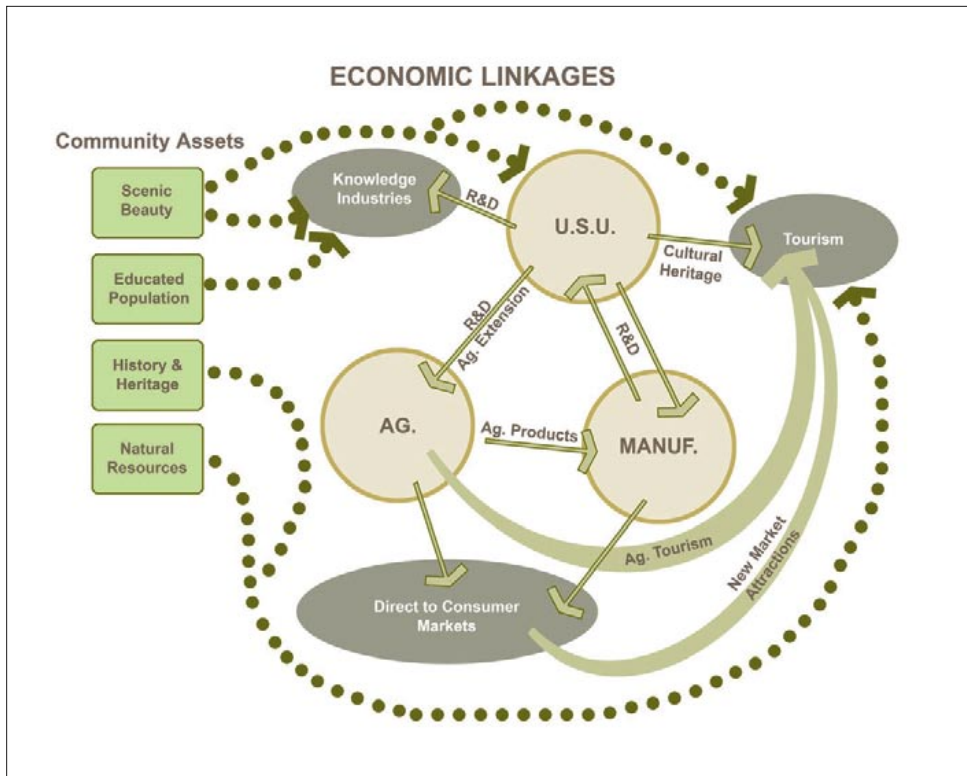 ECONOMIC LINKAGES
Community Assets
Scenic
Beauty
Educated
Population
History &
Heritage
Natural
Resources
Knowledge
Industries
R&D
U.S.U.
Cultural
Heritage
Tourism
R&D
Ag. Extension
R&D
AG.
Ag. Products
MANUF.
Ag. Tourism
New Market
Attractions
Direct to Consumer
Markets